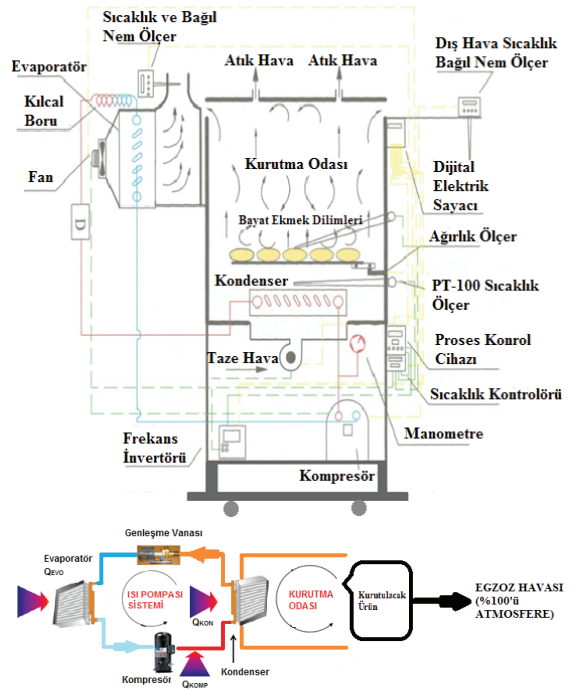 Sıcaklık ve Bağıl
Nem Ölçer
Evaporatör
Kılcal
Boru
Fan
D
Atık Hava
Atık Hava
Dış Hava Sıcaklık
Bağıl Nem Ölçer
Kurutma Odası
Bayat Ekmek Dilimleri
Dijital
Elektrik
Sayacı
Ağırlık Ölçer
Kondenser
PT-100 Sıcaklık
Ölçer
Taze Hava
Proses Konrol
Cihazı
Sıcaklık Kontrolörü
Manometre
Frekans
İnvertörü
Kompresör
Genleşme Vanası
Evaporatör
QEVO
ISI POMPASI
SİSTEMİ
QKON
KURUTMA
ODASI
Kurutulacak
Ürün
EGZOZ HAVASI
(%100'ü
ATMOSFERE)
Kompresör
QKOMP
Kondenser